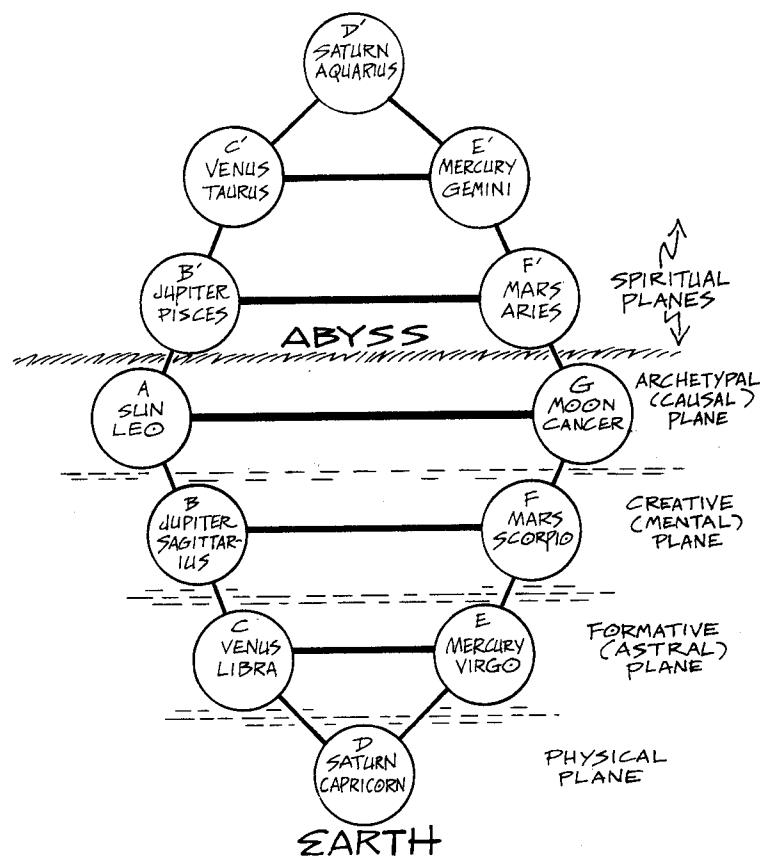 D'
SATURN
AQUARIUS
C'
VENUS
TAURUS
E'
MERCURY
GEMINI
B'
JUPITER
PISCES
F'
MARS
ARIES
SPIRITUAL
PLANES
ABYSS
A
SUN
LEO
G
MOON
CANCER
ARCHETYPAL
(CAUSAL)
PLANE
B
JUPITER
SAGITTAR-
IUS
F
MARS
SCORPIO
CREATIVE
(MENTAL)
PLANE
C
VENUS
LIBRA
E
MERCURY
VIRGO
FORMATIVE
(ASTRAL)
PLANE
D
SATURN
CAPRICORN
PHYSICAL
PLANE
EARTH